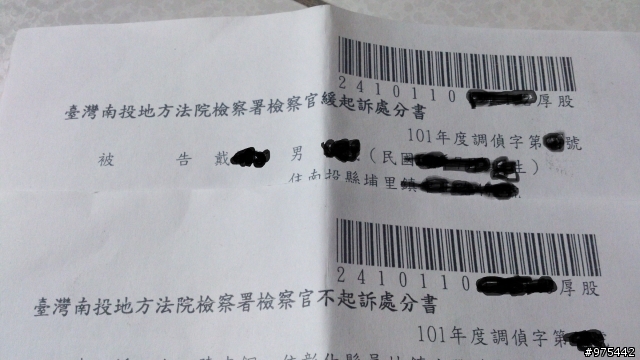 2410110 厚股
臺灣南投地方法院檢察署檢察官緩起訴處分書
101年度調偵字第 號
被 告 戴 男 (民國 生)
住南投縣埔里鎮
2410110 厚股
臺灣南投地方法院檢察署檢察官不起訴處分書
101年度調偵字第
#975442